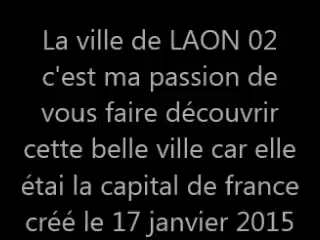 La ville de LAON 02
c'est ma passion de
vous faire découvrir
cette belle ville car elle
étai la capital de france
créé le 17 janvier 2015